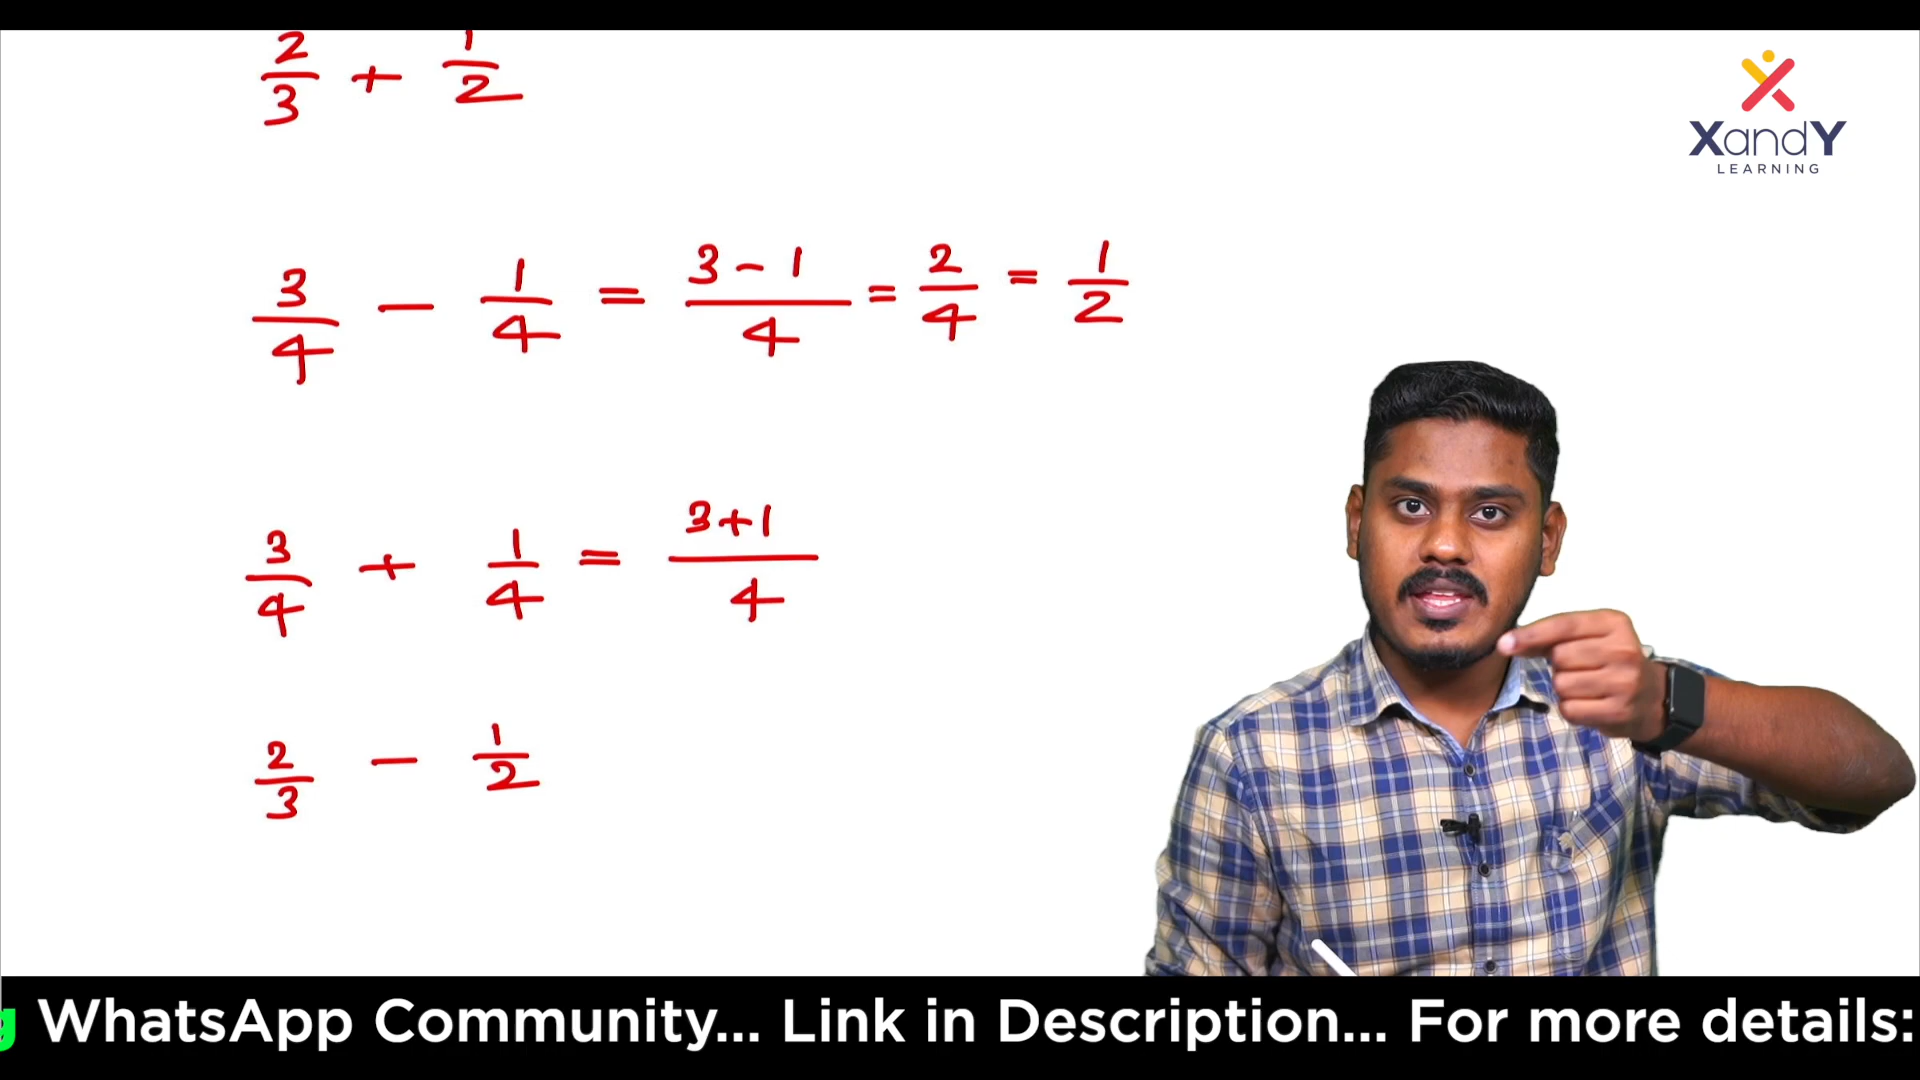 2/3 + 1/2
XandY
LEARNING
3/4 - 1/4 = 3-1/4 = 2/4 = 1/2
3/4 + 1/4 = 3+1/4
2/3 - 1/2
g WhatsApp Community... Link in Description... For more details: